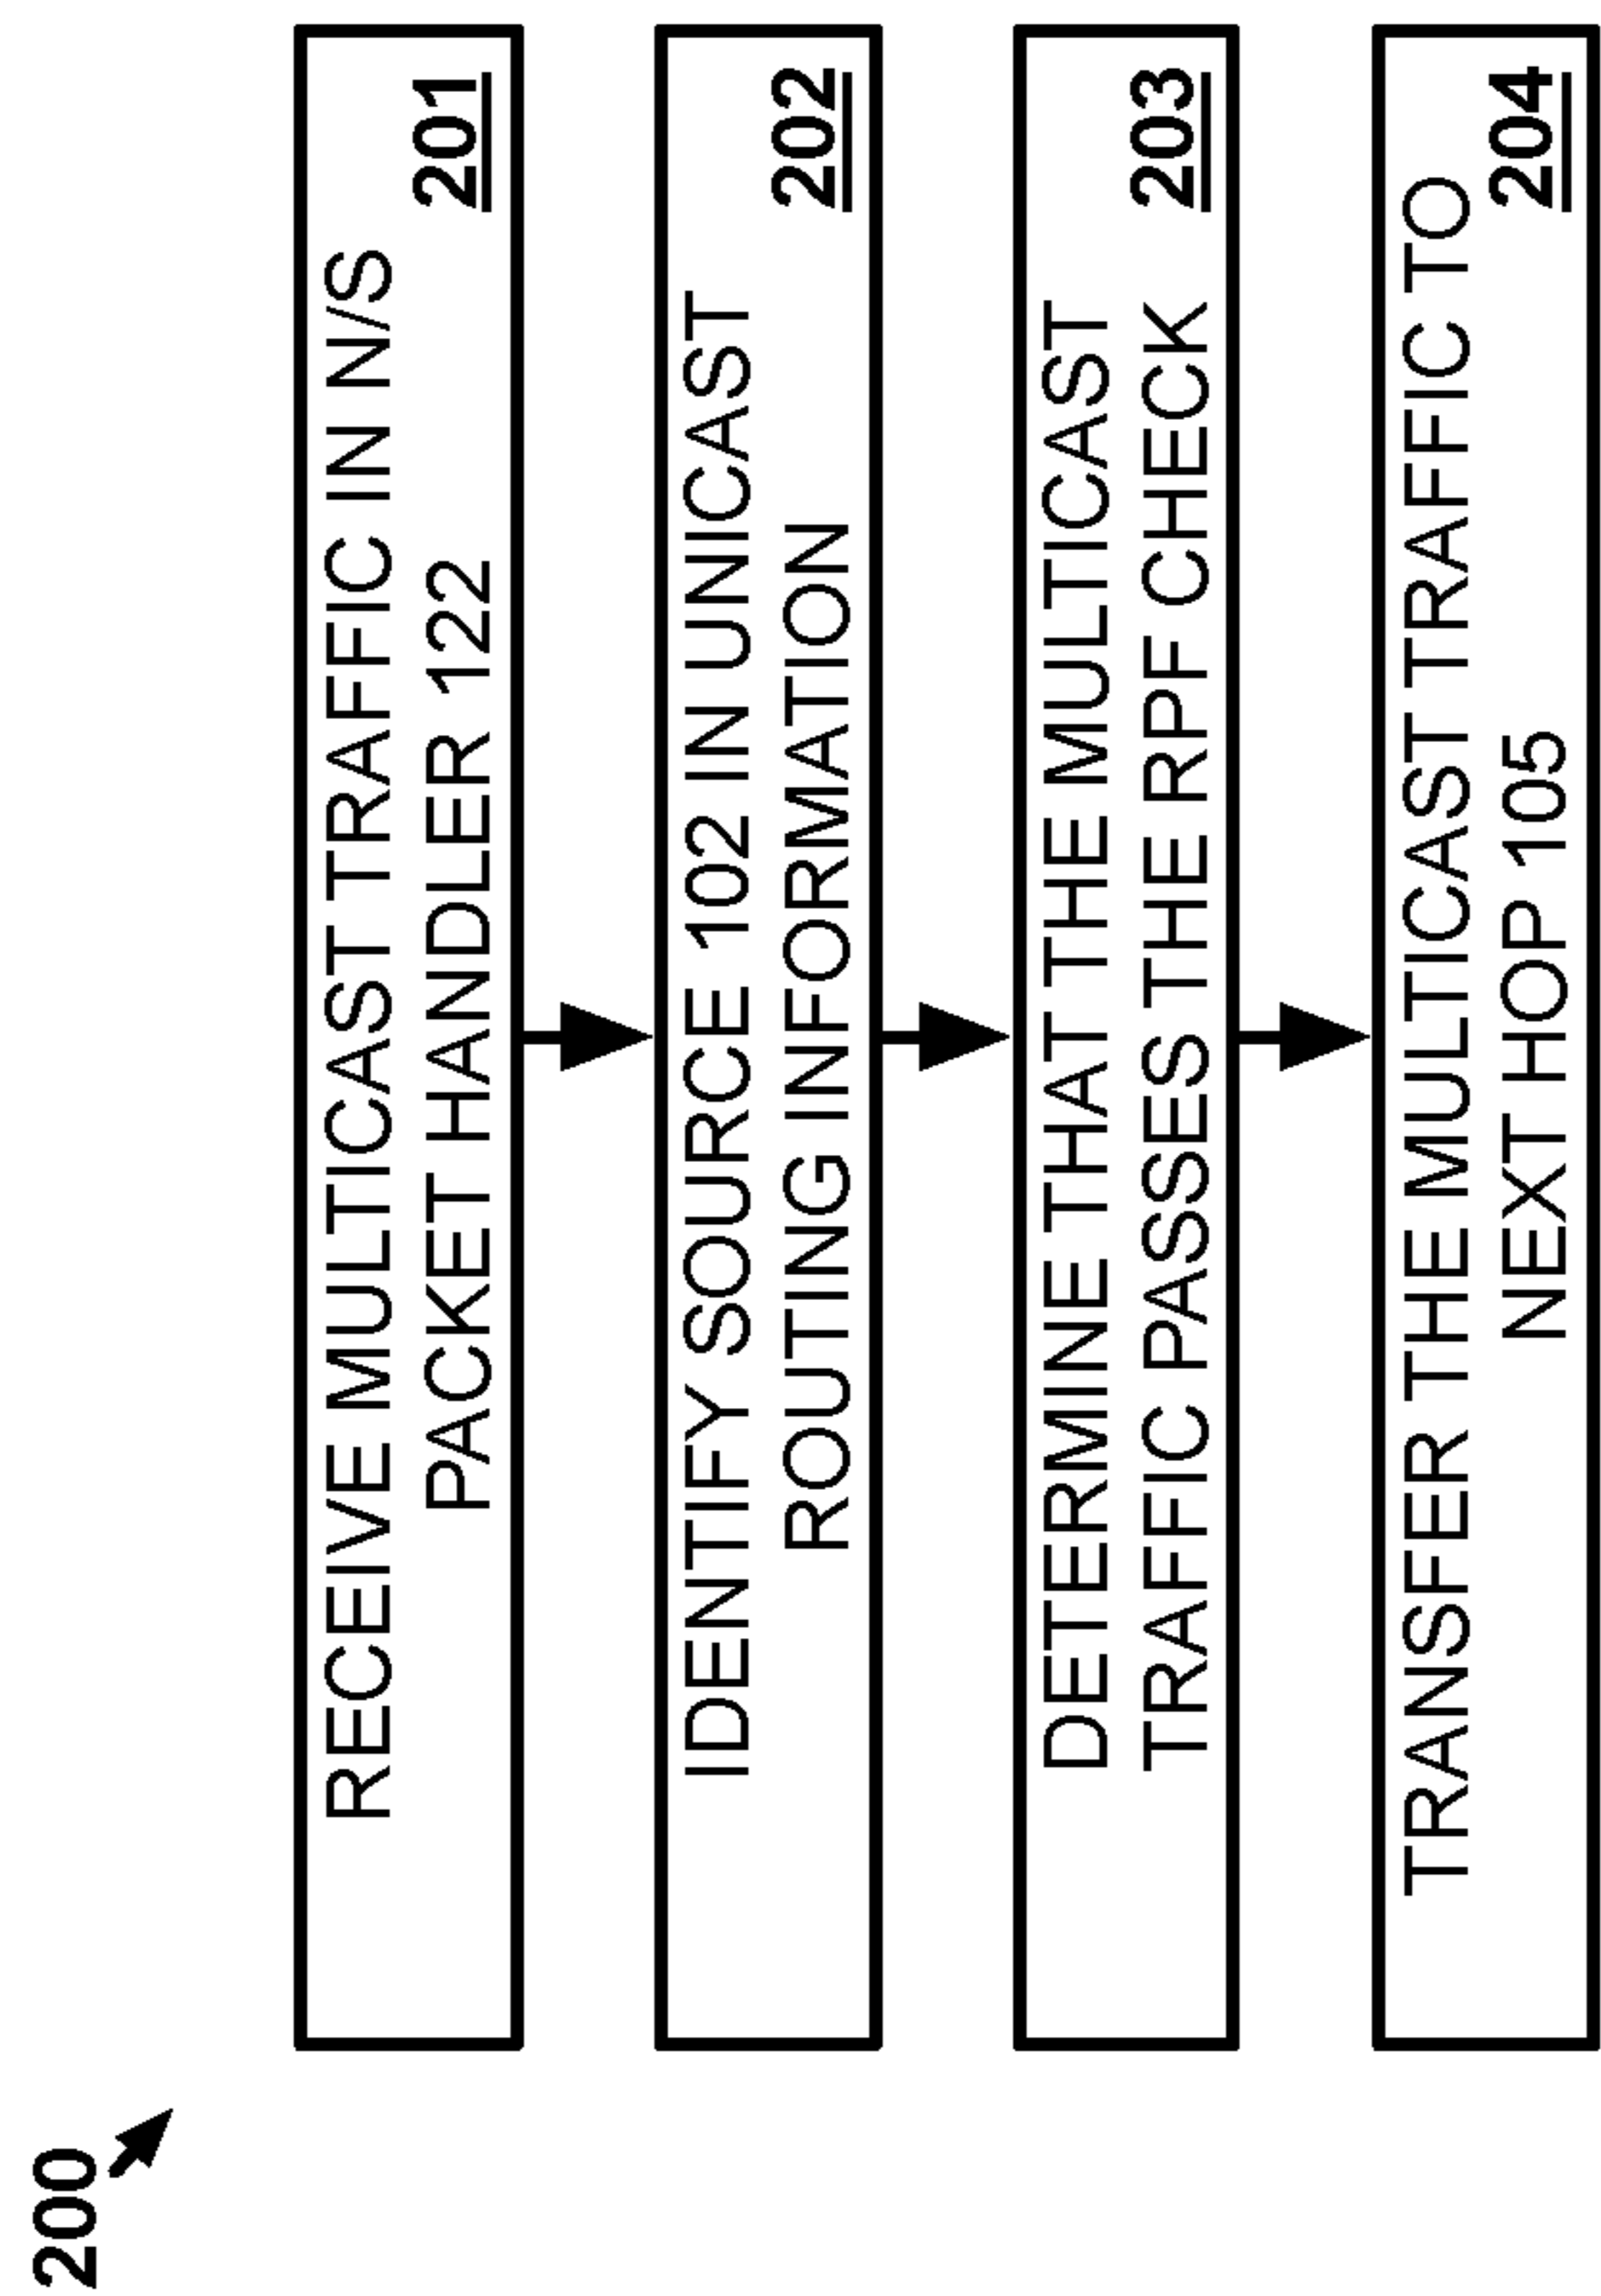 200
RECEIVE MULTICAST TRAFFIC IN N/S
PACKET HANDLER 122
201
IDENTIFY SOURCE 102 IN UNICAST
ROUTING INFORMATION
202
DETERMINE THAT THE MULTICAST
TRAFFIC PASSES THE RPF CHECK
203
TRANSFER THE MULTICAST TRAFFIC TO
NEXT HOP 105
204